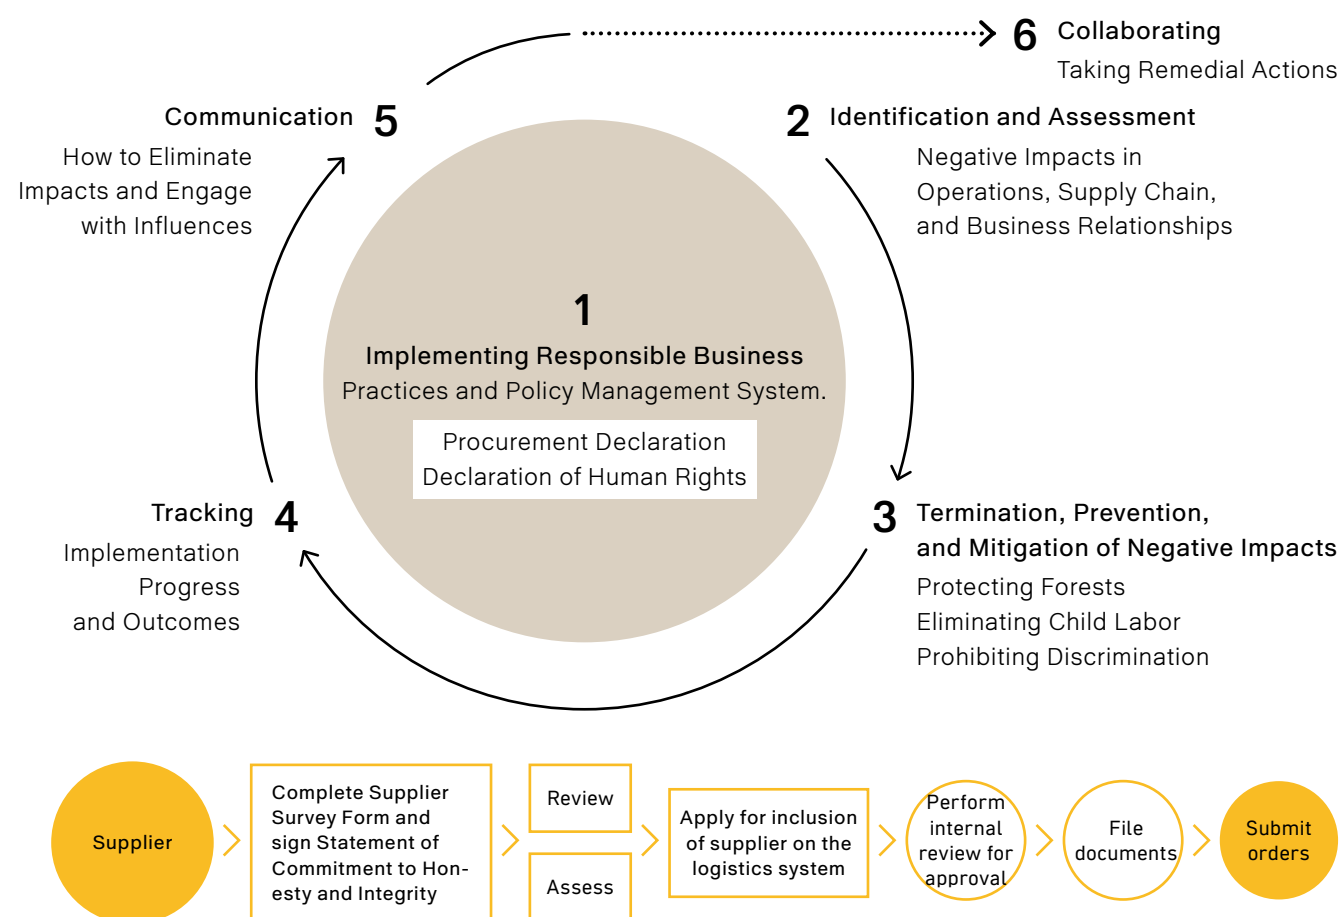 6 Collaborating
Taking Remedial Actions
Communication 5
How to Eliminate
Impacts and Engage
with Influences
2 Identification and Assessment
Negative Impacts in
Operations, Supply Chain,
and Business Relationships
1
Implementing Responsible Business
Practices and Policy Management System.
Procurement Declaration
Declaration of Human Rights
Tracking 4
Implementation
Progress
and Outcomes
3 Termination, Prevention,
and Mitigation of Negative Impacts
Protecting Forests
Eliminating Child Labor
Prohibiting Discrimination
Supplier
Complete Supplier
Survey Form and
sign Statement of
Commitment to Hon-
esty and Integrity
Review
Assess
Apply for inclusion
of supplier on the
logistics system
Perform
internal
review for
approval
File
documents
Submit
orders